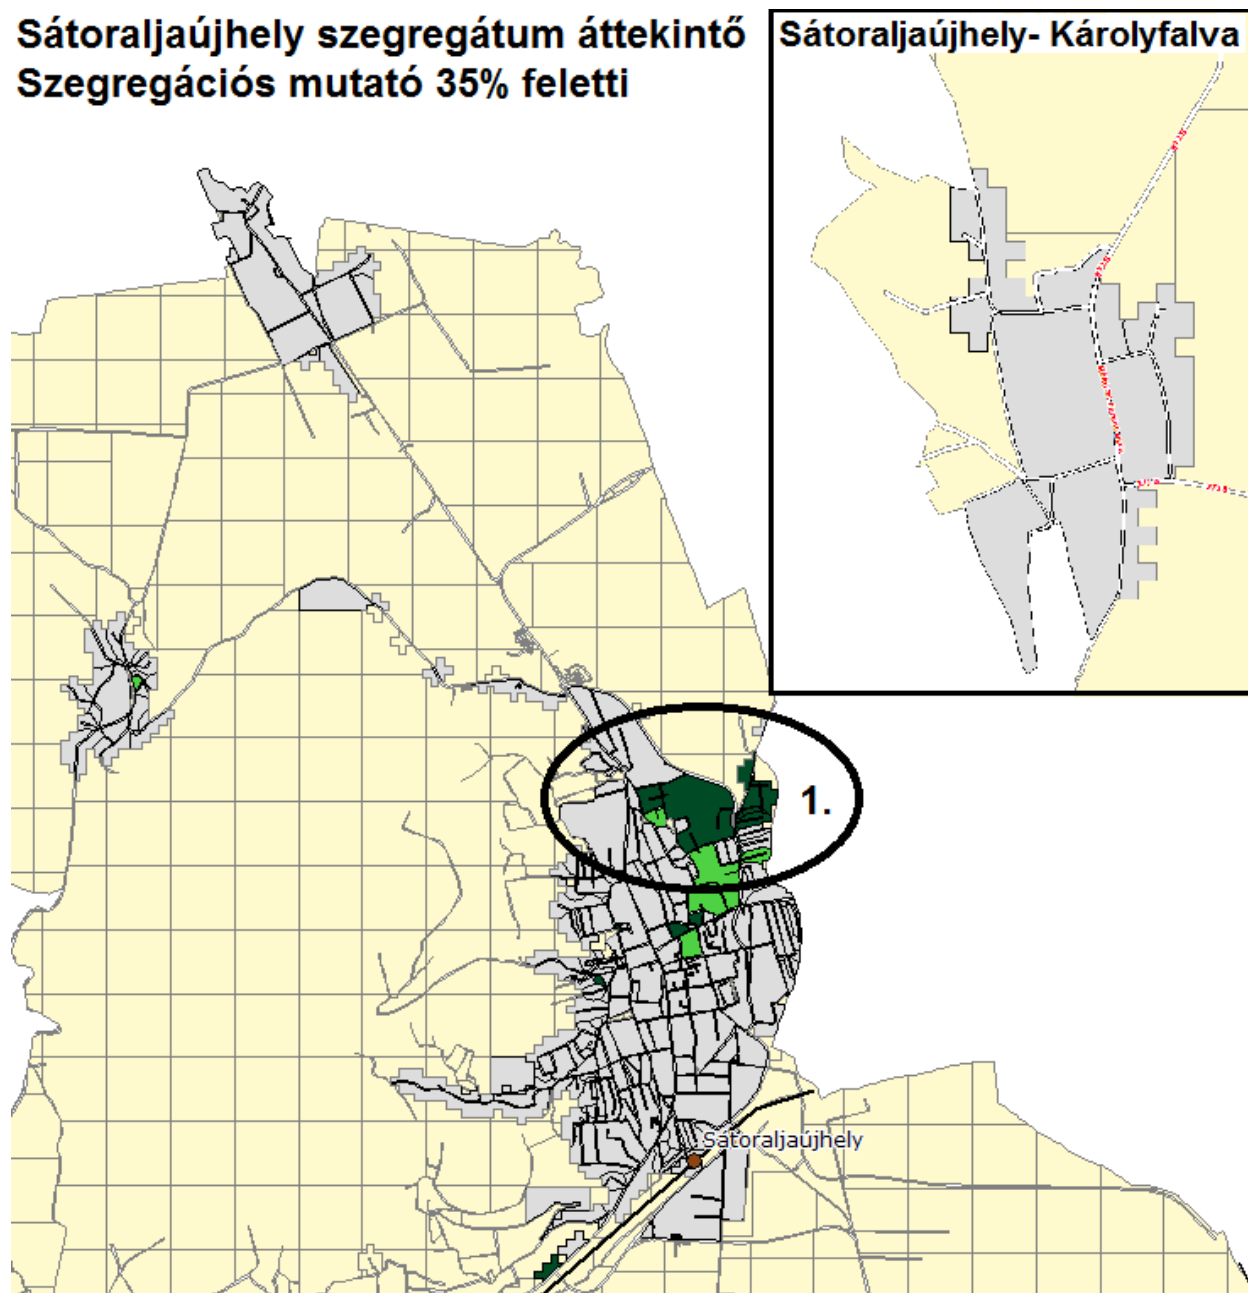 Sátoraljaújhely szegregátum áttekintő
Szegregációs mutató 35% feletti
Sátoraljaújhely- Károlyfalva
1.
Sátoraljaújhely